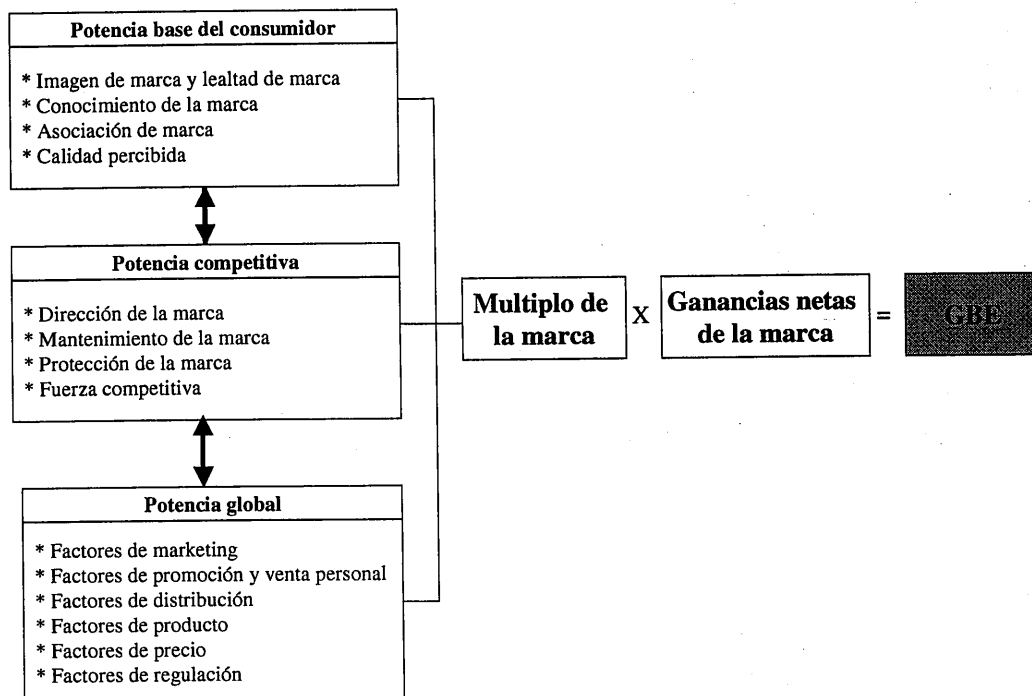 Potencia base del consumidor
* Imagen de marca y lealtad de marca
* Conocimiento de la marca
* Asociación de marca
* Calidad percibida
Potencia competitiva
* Dirección de la marca
* Mantenimiento de la marca
* Protección de la marca
* Fuerza competitiva
Multiplo de
la marca
X
Ganancias netas
de la marca
=
GBE
Potencia global
* Factores de marketing
* Factores de promoción y venta personal
* Factores de distribución
* Factores de producto
* Factores de precio
* Factores de regulación